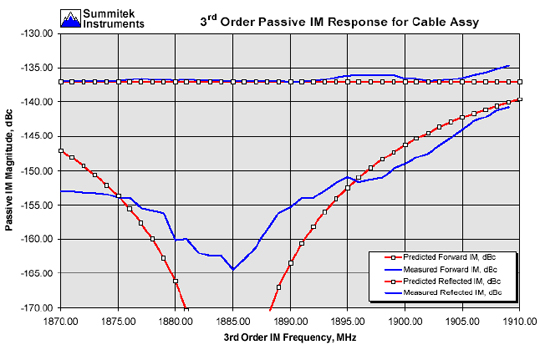 Summitek
Instruments
3rd Order Passive IM Response for Cable Assy
Passive IM Magnitude, dBc
-130.00
-135.00
-140.00
-145.00
-150.00
-155.00
-160.00
-165.00
-170.00
1870.00 1875.00 1880.00 1885.00 1890.00 1895.00 1900.00 1905.00 1910.00
3rd Order IM Frequency, MHz
Predicted Forward IM, dBc
Measured Forward IM, dBc
Predicted Reflected IM, dBc
Measured Reflected IM, dBc